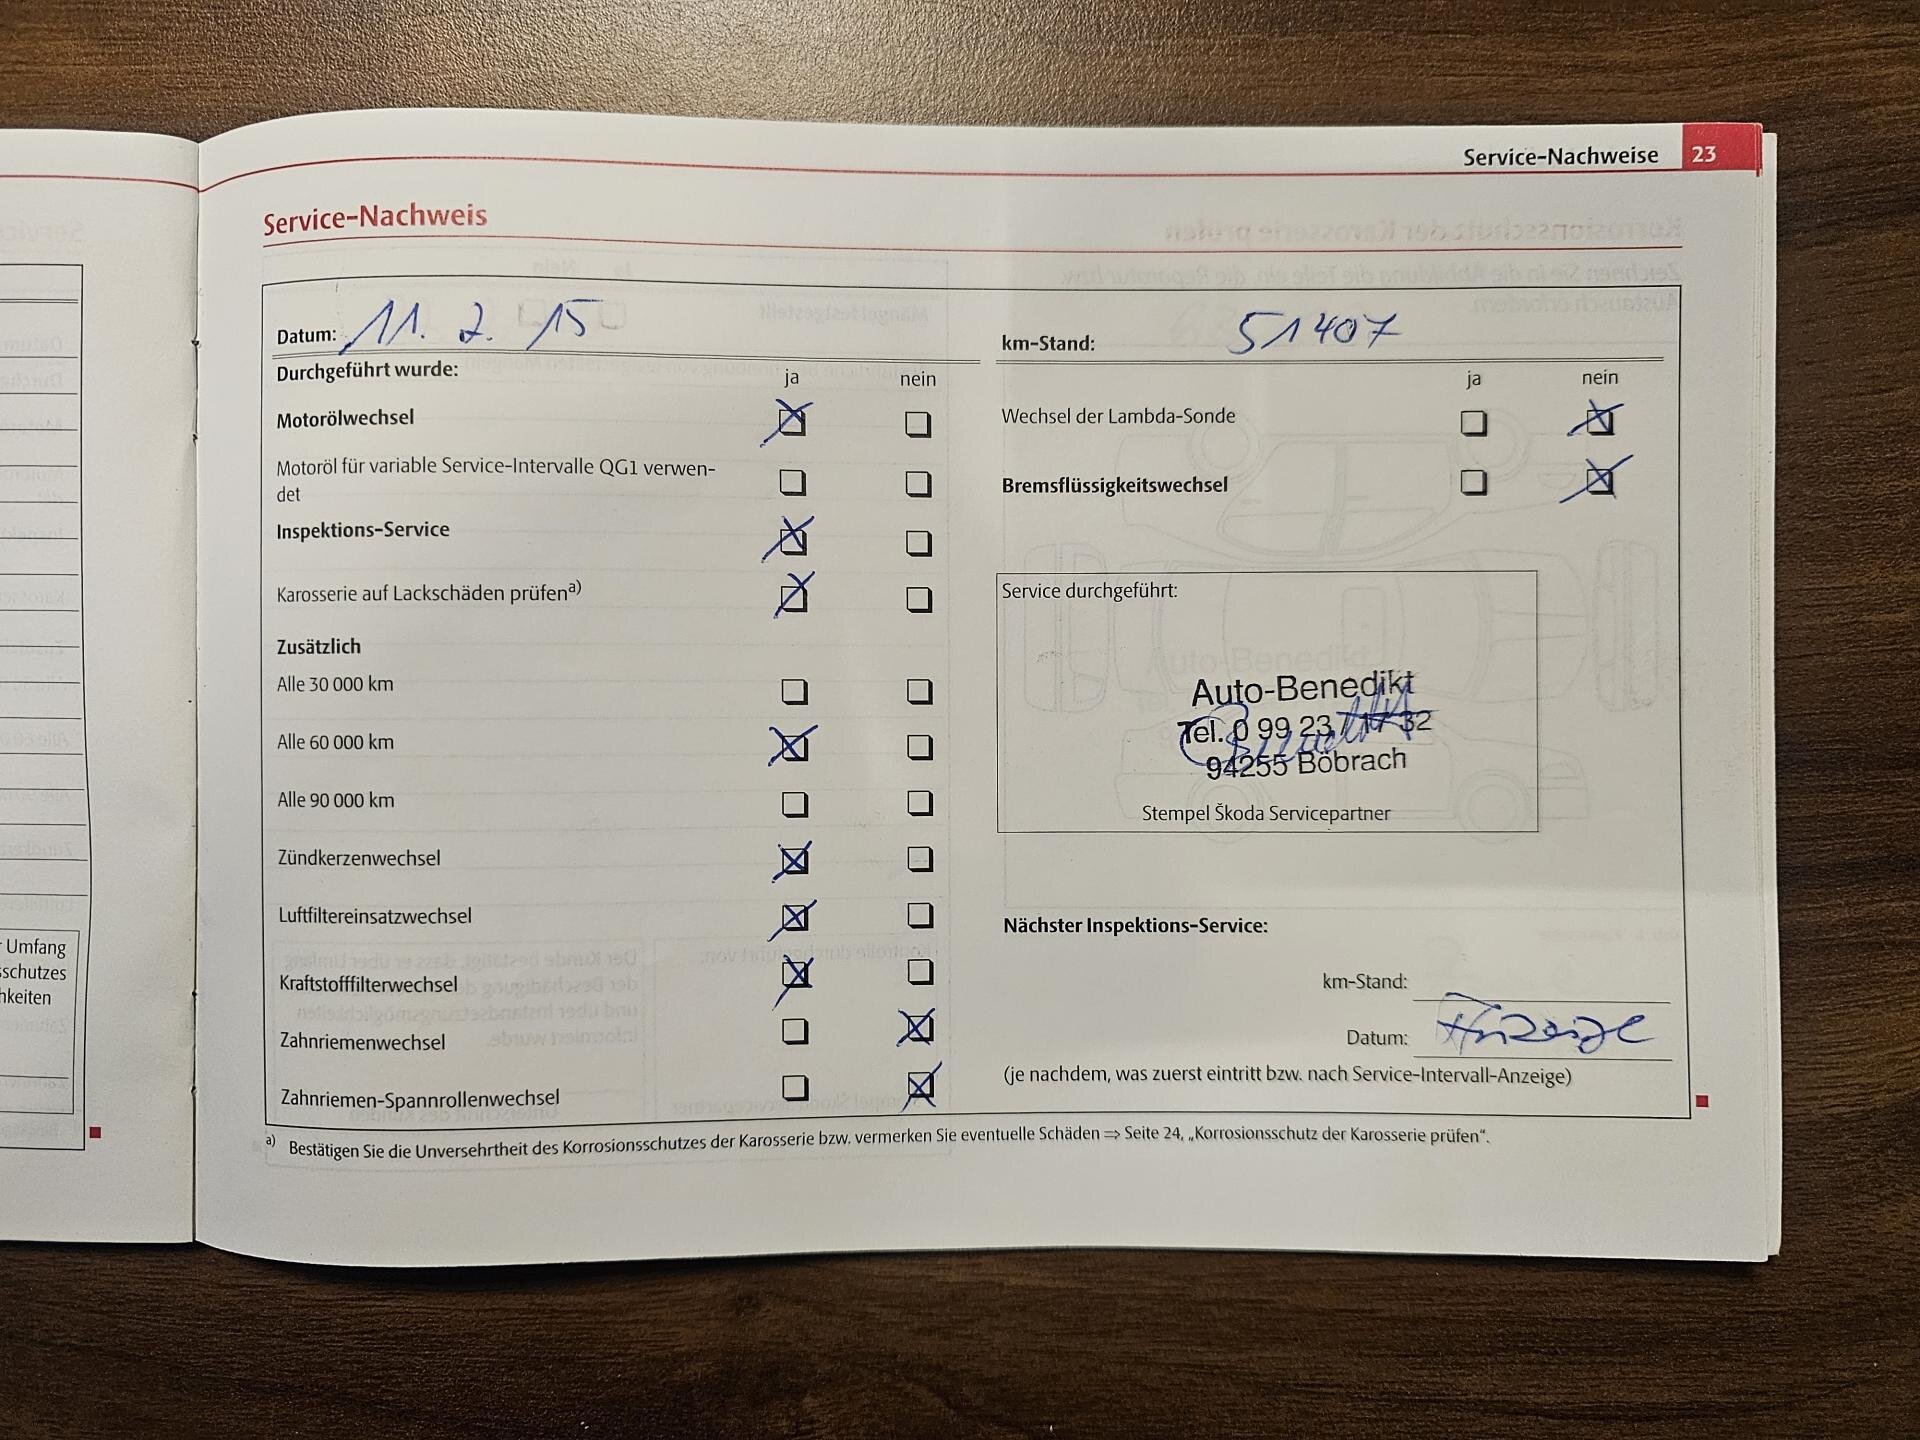 Service-Nachweise 23
Service-Nachweis
Datum: 11. 2. 15
km-Stand: 51407
Durchgeführt wurde: ja nein
Motorölwechsel
Motoröl für variable Service-Intervalle QG1 verwen-
det
Inspektions-Service
Karosserie auf Lackschäden prüfen a)
Zusätzlich
Alle 30 000 km
Alle 60 000 km
Alle 90 000 km
Zündkerzenwechsel
Luftfiltereinsatzwechsel
Kraftstofffilterwechsel
Zahnriemenwechsel
Zahnriemen-Spannrollenwechsel
ja nein
Wechsel der Lambda-Sonde
Bremsflüssigkeitswechsel
Service durchgeführt:
Auto-Benedikt
Tel. 0 99 23 / 17 32
94255 Böbrach
Stempel Škoda Servicepartner
Nächster Inspektions-Service:
km-Stand:
Datum: Anzeige
(je nachdem, was zuerst eintritt bzw. nach Service-Intervall-Anzeige)
a) Bestätigen Sie die Unversehrtheit des Korrosionsschutzes der Karosserie bzw. vermerken Sie eventuelle Schäden ⇒ Seite 24, „Korrosionsschutz der Karosserie prüfen“.
Umfang